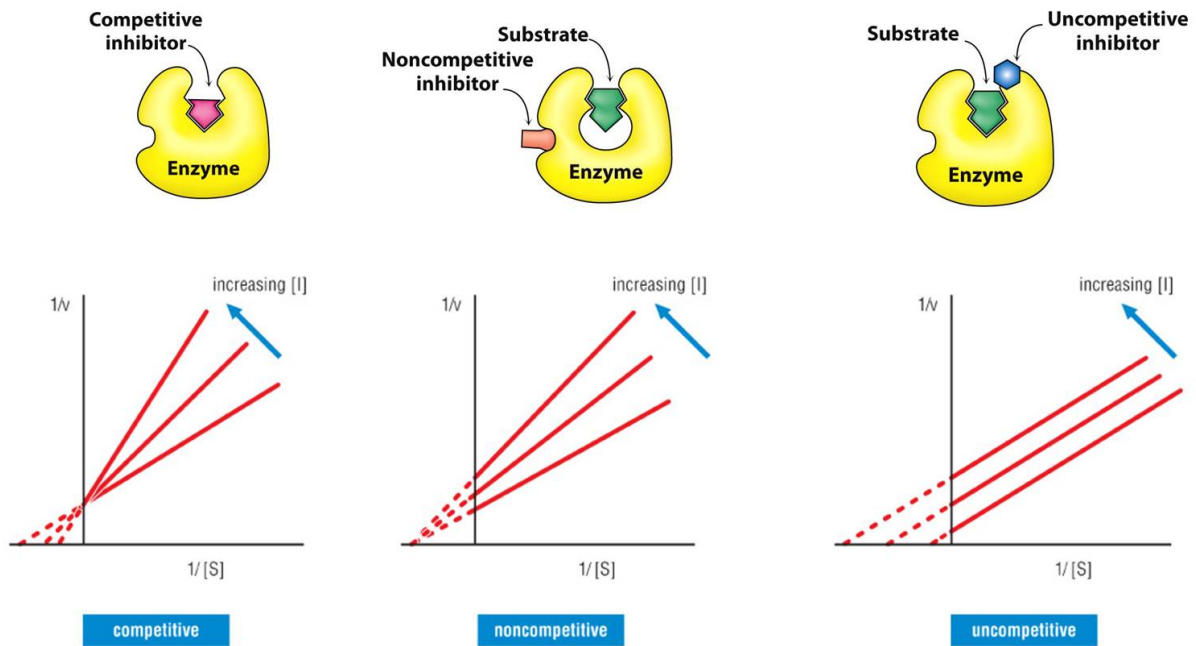 Competitive
inhibitor
Enzyme
Substrate
Noncompetitive
inhibitor
Enzyme
Substrate
Uncompetitive
inhibitor
Enzyme
increasing [I]
1/v
1/ [S]
competitive
increasing [I]
1/v
1/ [S]
noncompetitive
increasing [I]
1/v
1/ [S]
uncompetitive